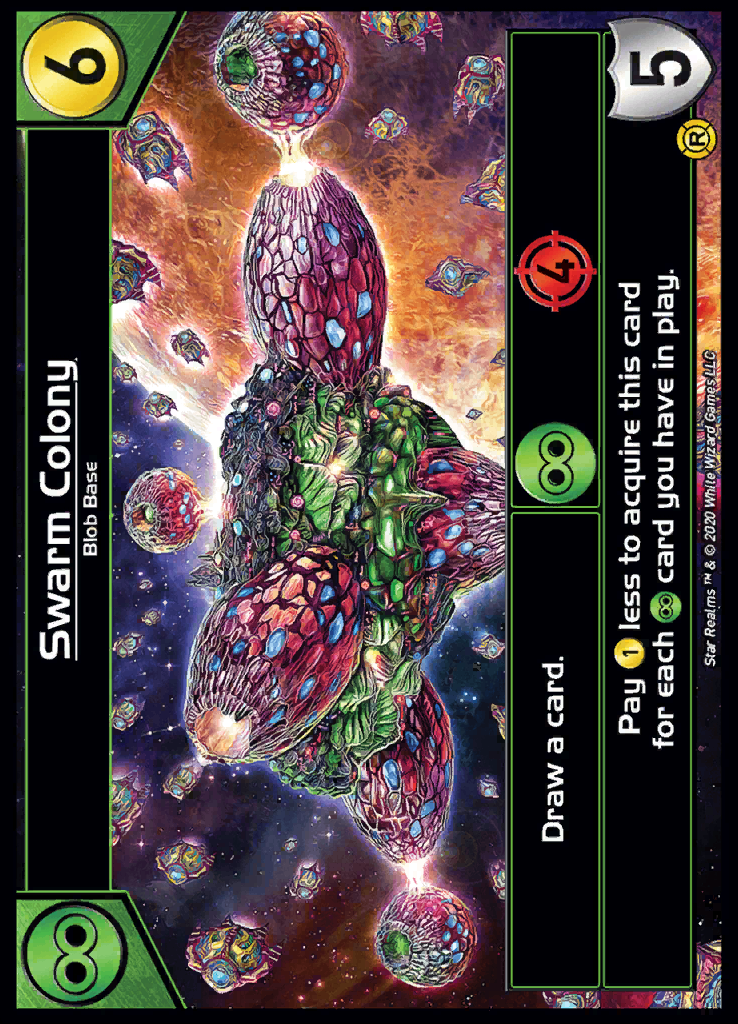 Swarm Colony
Blob Base
6
Draw a card.
4
5
Pay 1 less to acquire this card
for each card you have in play.
R
Star Realms ™ & © 2020 White Wizard Games LLC